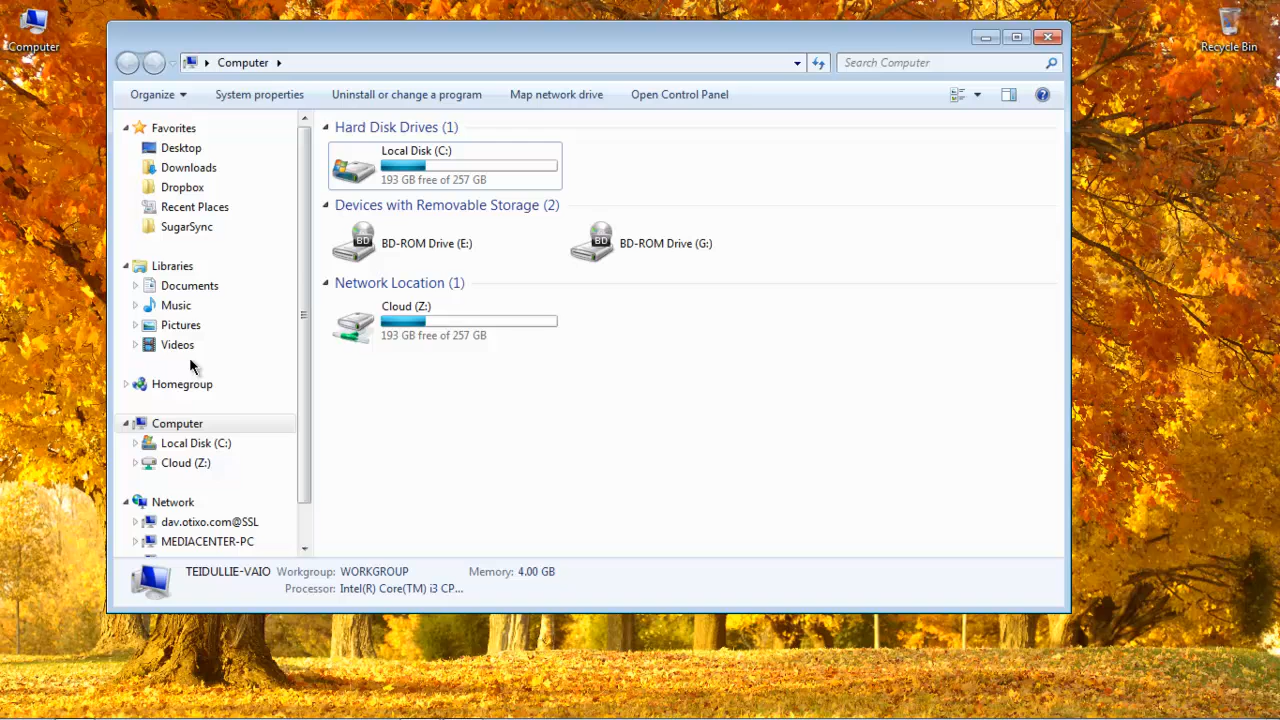 Computer
Recycle Bin
Computer
Search Computer
Organize
System properties
Uninstall or change a program
Map network drive
Open Control Panel
Favorites
Desktop
Downloads
Dropbox
Recent Places
SugarSync
Libraries
Documents
Music
Pictures
Videos
Homegroup
Computer
Local Disk (C:)
Cloud (Z:)
Network
dav.otixo.com@SSL
MEDIACENTER-PC
Hard Disk Drives (1)
Local Disk (C:)
193 GB free of 257 GB
Devices with Removable Storage (2)
BD
BD-ROM Drive (E:)
BD
BD-ROM Drive (G:)
Network Location (1)
Cloud (Z:)
193 GB free of 257 GB
TEIDULLIE-VAIO Workgroup: WORKGROUP Memory: 4.00 GB
Processor: Intel(R) Core(TM) i3 CP...